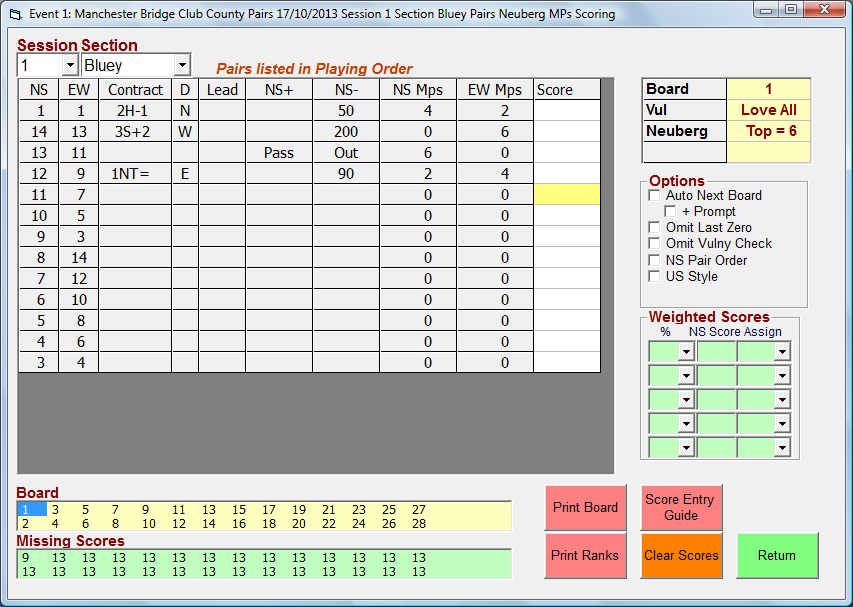 Event 1: Manchester Bridge Club County Pairs 17/10/2013 Session 1 Section Bluey Pairs Neuberg MPs Scoring
Session Section
1 Bluey Pairs listed in Playing Order
NS EW Contract D Lead NS+ NS- NS Mps EW Mps Score
1 1 2H-1 N 50 4 2
14 13 3S+2 W 200 0 6
13 11 Pass Out 6 0
12 9 1NT= E 90 2 4
11 7 0 0
10 5 0 0
9 3 0 0
8 14 0 0
7 12 0 0
6 10 0 0
5 8 0 0
4 6 0 0
3 4 0 0
Board 1
Vul Love All
Neuberg Top = 6
Options
Auto Next Board
+ Prompt
Omit Last Zero
Omit Vulny Check
NS Pair Order
US Style
Weighted Scores
% NS Score Assign
Board
1 3 5 7 9 11 13 15 17 19 21 23 25 27
2 4 6 8 10 12 14 16 18 20 22 24 26 28
Missing Scores
9 13 13 13 13 13 13 13 13 13 13 13 13 13
13 13 13 13 13 13 13 13 13 13 13 13 13 13
Print Board
Score Entry
Guide
Print Ranks
Clear Scores
Return